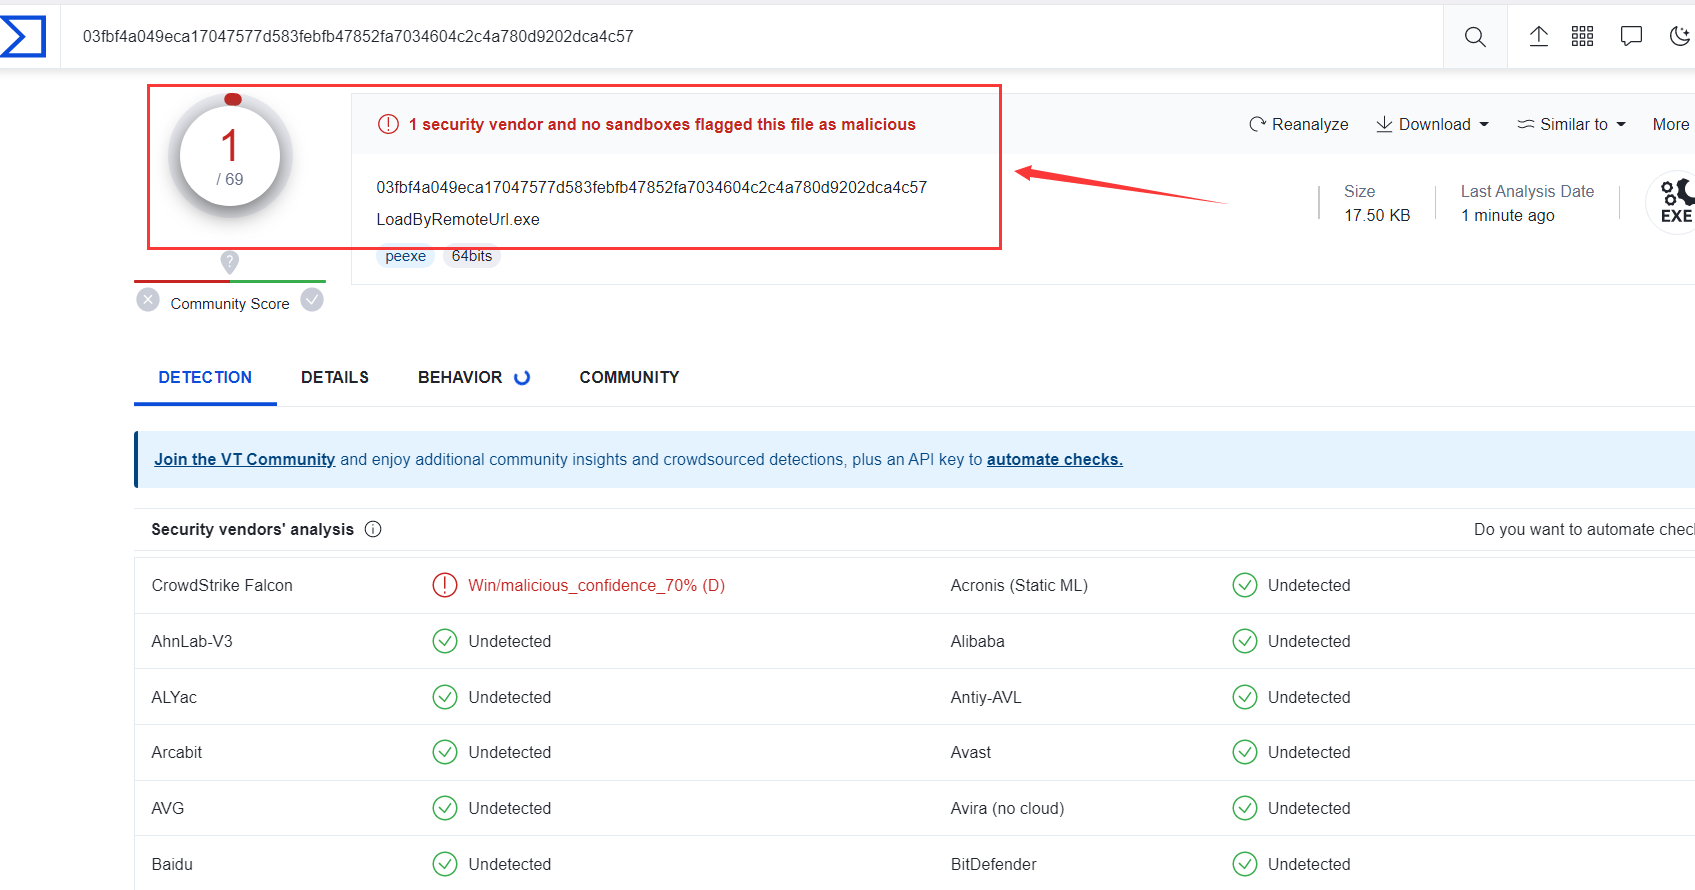 03fbf4a049eca17047577d583febfb47852fa7034604c2c4a780d9202dca4c57
1
/ 69
1 security vendor and no sandboxes flagged this file as malicious
Reanalyze
Download
Similar to
More
03fbf4a049eca17047577d583febfb47852fa7034604c2c4a780d9202dca4c57
LoadByRemoteUrl.exe
peexe
64bits
Size
17.50 KB
Last Analysis Date
1 minute ago
EXE
?
Community Score
DETECTION
DETAILS
BEHAVIOR
COMMUNITY
Join the VT Community and enjoy additional community insights and crowdsourced detections, plus an API key to automate checks.
Security vendors' analysis
Do you want to automate chec
CrowdStrike Falcon
Win/malicious_confidence_70% (D)
Acronis (Static ML)
Undetected
AhnLab-V3
Undetected
Alibaba
Undetected
ALYac
Undetected
Antiy-AVL
Undetected
Arcabit
Undetected
Avast
Undetected
AVG
Undetected
Avira (no cloud)
Undetected
Baidu
Undetected
BitDefender
Undetected